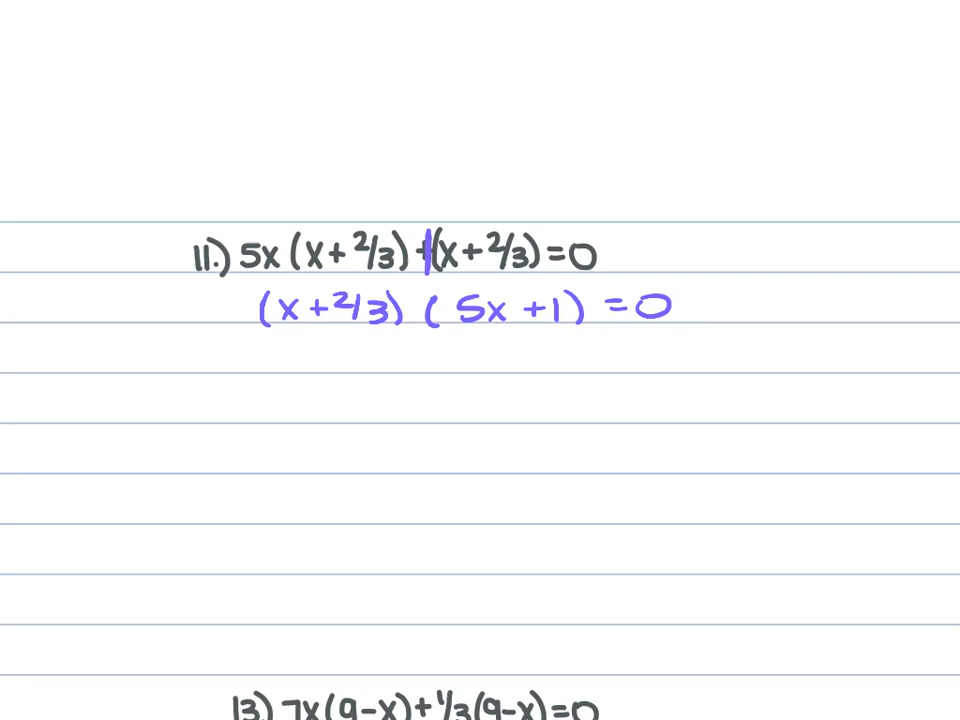 11.) 5x (x + 2/3) + 1(x + 2/3) = 0
(x + 2/3) ( 5x + 1) = 0
13.) 7x(9-x) + 1/3(9-x) = 0